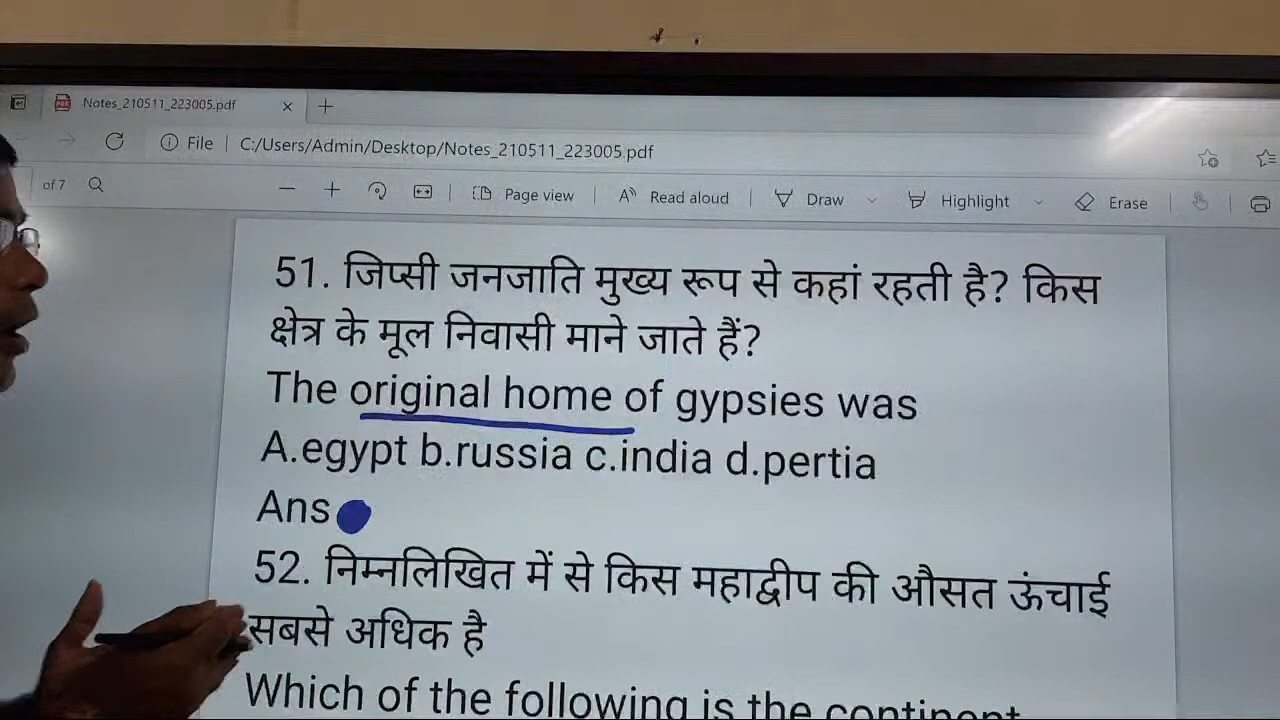 Notes_210511_223005.pdf
File C:/Users/Admin/Desktop/Notes_210511_223005.pdf
of 7 Page view Read aloud Draw Highlight Erase
51. जिप्सी जनजाति मुख्य रूप से कहां रहती है? किस
क्षेत्र के मूल निवासी माने जाते हैं?
The original home of gypsies was
A.egypt b.russia c.india d.pertia
Ans
52. निम्नलिखित में से किस महाद्वीप की औसत ऊंचाई
सबसे अधिक है
Which of the following is the continent